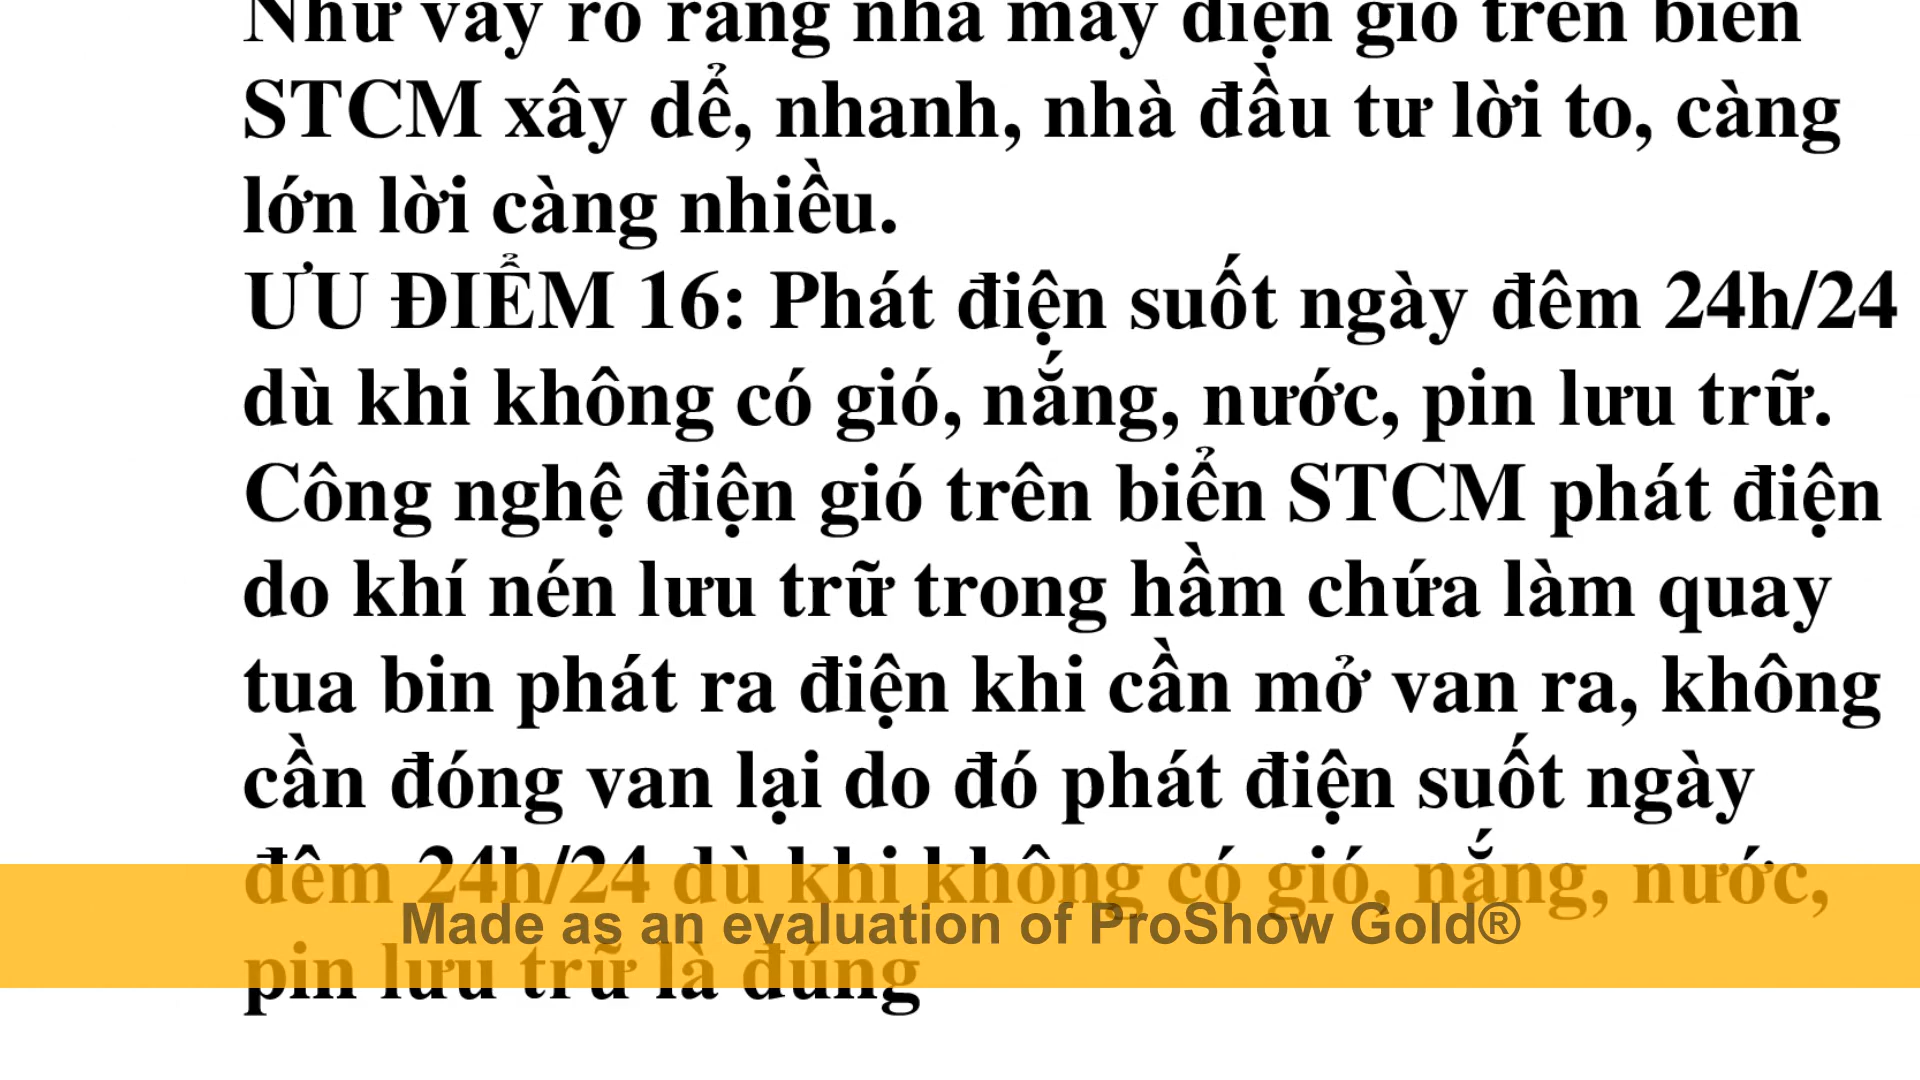 Như vậy rõ ràng nhà máy điện gió trên biển
STCM xây dể, nhanh, nhà đầu tư lời to, càng
lớn lời càng nhiều.
ƯU ĐIỂM 16: Phát điện suốt ngày đêm 24h/24
dù khi không có gió, nắng, nước, pin lưu trữ.
Công nghệ điện gió trên biển STCM phát điện
do khí nén lưu trữ trong hầm chứa làm quay
tua bin phát ra điện khi cần mở van ra, không
cần đóng van lại do đó phát điện suốt ngày
đêm 24h/24 dù khi không có gió, nắng, nước,
Made as an evaluation of ProShow Gold®
pin lưu trữ là đúng